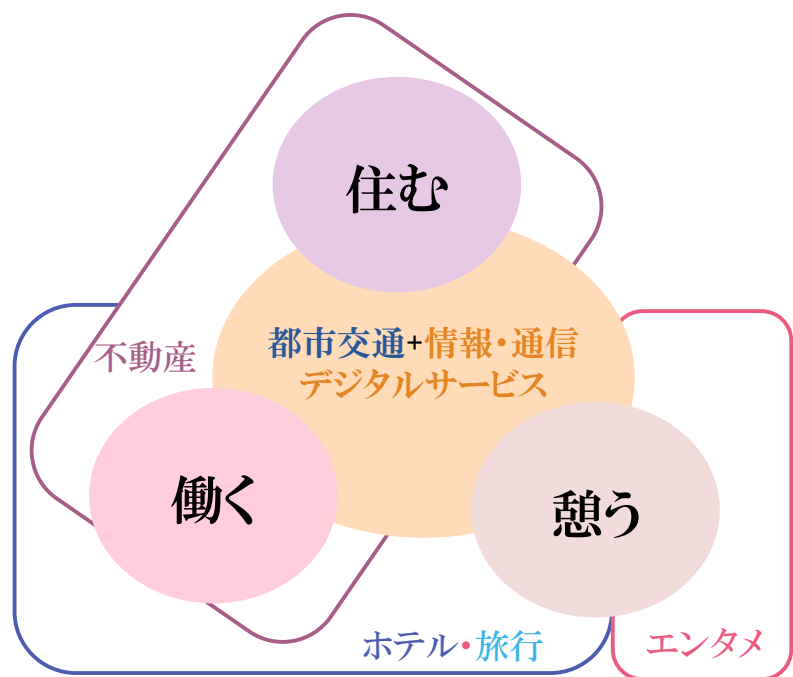 住む
都市交通+情報・通信
デジタルサービス
不動産
働く
憩う
ホテル・旅行
エンタメ